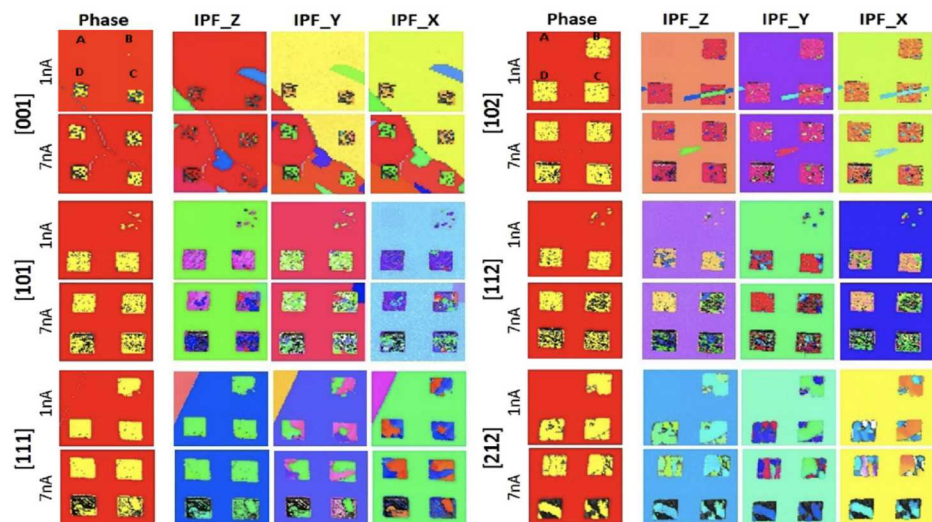 Phase IPF_Z IPF_Y IPF_X
Phase IPF_Z IPF_Y IPF_X
[001]
1nA
A B
D C
7nA
[102]
1nA
A B
D C
7nA
[101]
1nA
7nA
[112]
1nA
7nA
[111]
1nA
7nA
[212]
1nA
7nA